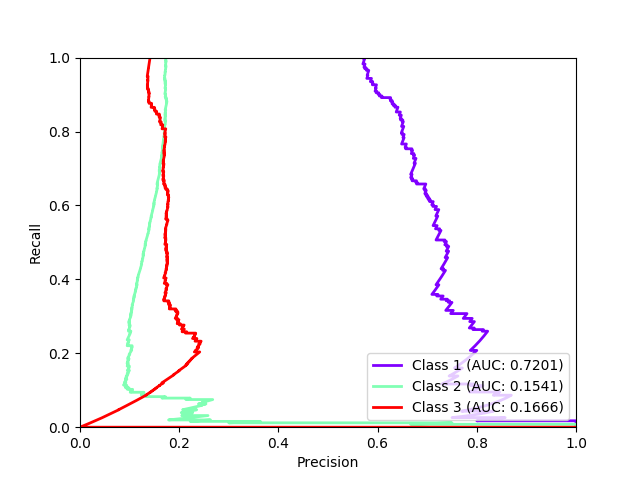 1.0
0.8
0.6
0.4
0.2
0.0
Recall
0.0 0.2 0.4 0.6 0.8 1.0
Precision
Class 1 (AUC: 0.7201)
Class 2 (AUC: 0.1541)
Class 3 (AUC: 0.1666)